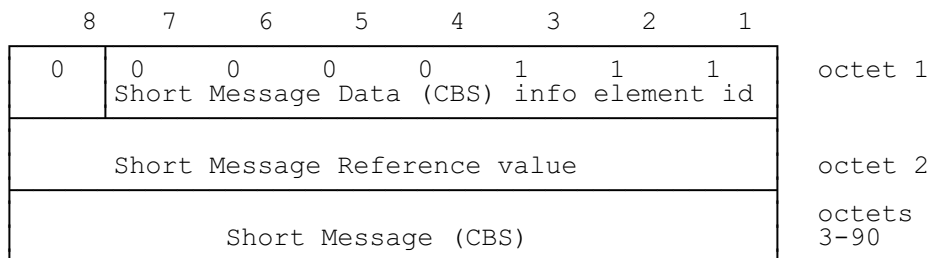 8 7 6 5 4 3 2 1
0 0 0 0 0 1 1 1 octet 1
Short Message Data (CBS) info element id
Short Message Reference value octet 2
octets
Short Message (CBS) 3-90